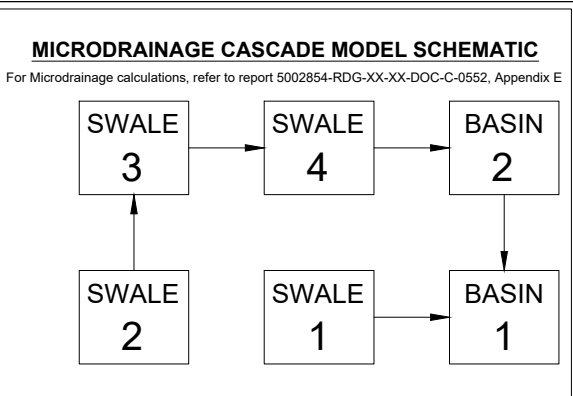 MICRODRAINAGE CASCADE MODEL SCHEMATIC
For Microdrainage calculations, refer to report 5002854-RDG-XX-XX-DOC-C-0552, Appendix E
SWALE
3
SWALE
4
BASIN
2
SWALE
2
SWALE
1
BASIN
1